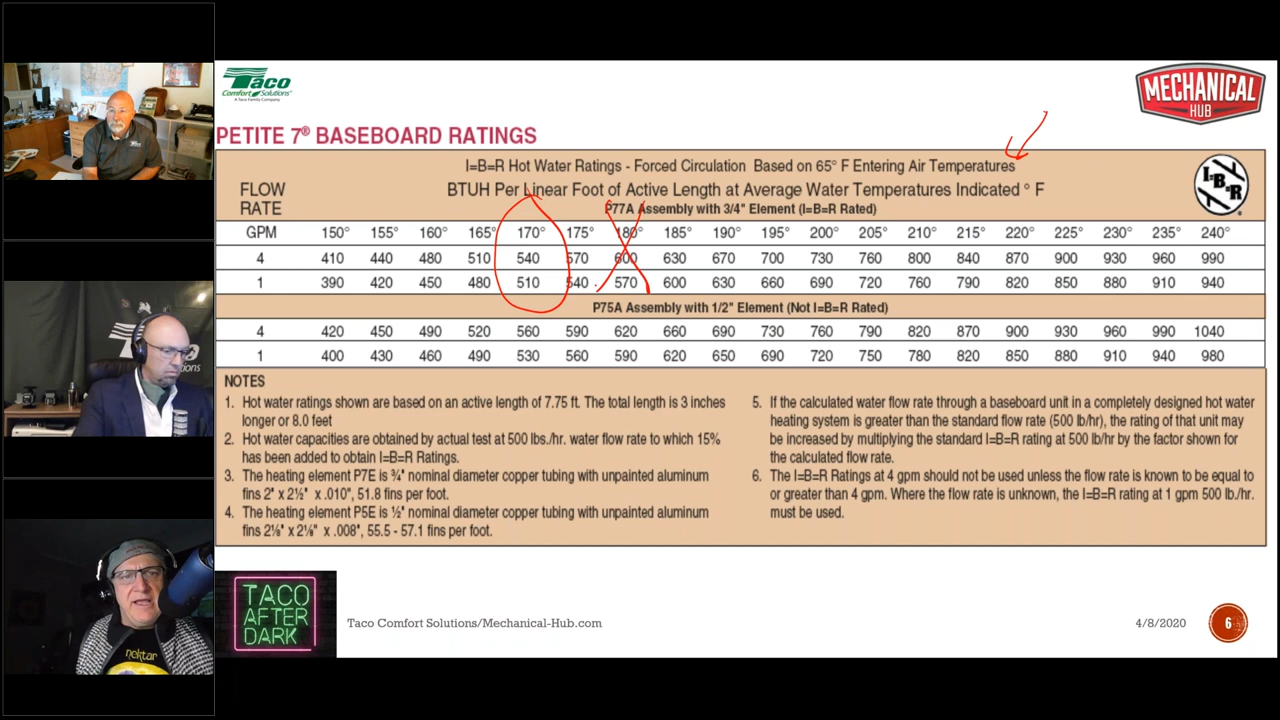 Taco
Comfort Solutions®
A Taco Family Company
MECHANICAL
HUB
PETITE 7® BASEBOARD RATINGS
I=B=R Hot Water Ratings - Forced Circulation Based on 65° F Entering Air Temperatures
FLOW RATE BTUH Per Linear Foot of Active Length at Average Water Temperatures Indicated ° F
P77A Assembly with 3/4" Element (I=B=R Rated)
I=B=R
GPM 150° 155° 160° 165° 170° 175° 180° 185° 190° 195° 200° 205° 210° 215° 220° 225° 230° 235° 240°
4 410 440 480 510 540 570 600 630 670 700 730 760 800 840 870 900 930 960 990
1 390 420 450 480 510 540 570 600 630 660 690 720 760 790 820 850 880 910 940
P75A Assembly with 1/2" Element (Not I=B=R Rated)
4 420 450 490 520 560 590 620 660 690 730 760 790 820 870 900 930 960 990 1040
1 400 430 460 490 530 560 590 620 650 690 720 750 780 820 850 880 910 940 980
NOTES
1. Hot water ratings shown are based on an active length of 7.75 ft. The total length is 3 inches
longer or 8.0 feet
2. Hot water capacities are obtained by actual test at 500 lbs./hr. water flow rate to which 15%
has been added to obtain I=B=R Ratings.
3. The heating element P7E is ¾" nominal diameter copper tubing with unpainted aluminum
fins 2" x 2½" x .010", 51.8 fins per foot.
4. The heating element P5E is ½" nominal diameter copper tubing with unpainted aluminum
fins 2⅛" x 2⅛" x .008", 55.5 - 57.1 fins per foot.
5. If the calculated water flow rate through a baseboard unit in a completely designed hot water
heating system is greater than the standard flow rate (500 lb/hr), the rating of that unit may
be increased by multiplying the standard I=B=R rating at 500 lb/hr by the factor shown for
the calculated flow rate.
6. The I=B=R Ratings at 4 gpm should not be used unless the flow rate is known to be equal to
or greater than 4 gpm. Where the flow rate is unknown, the I=B=R rating at 1 gpm 500 lb./hr.
must be used.
TACO
AFTER
DARK
Taco Comfort Solutions/Mechanical-Hub.com
4/8/2020
6
nektar